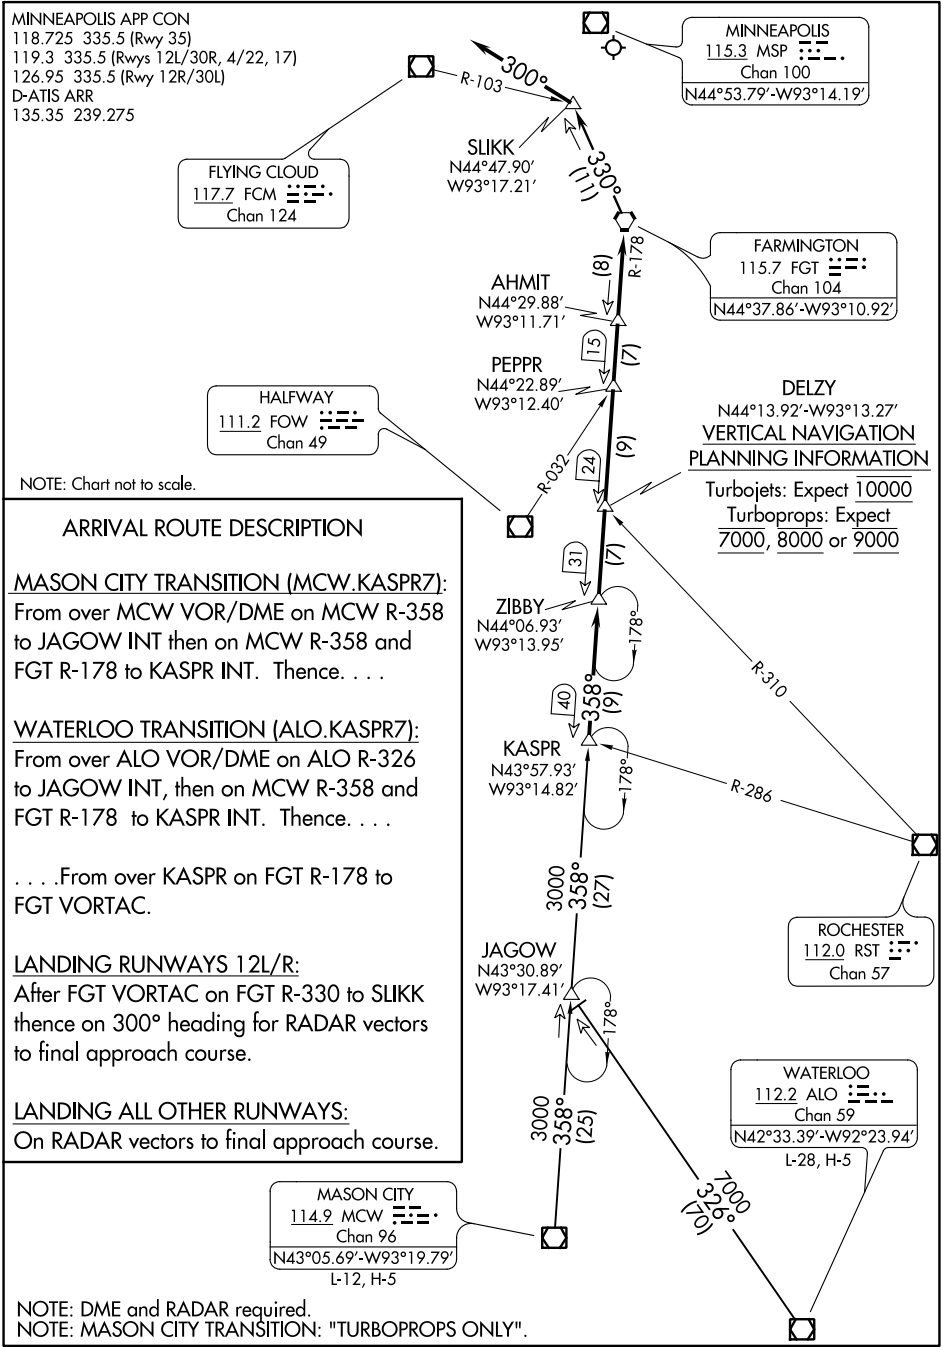 MINNEAPOLIS APP CON
118.725 335.5 (Rwy 35)
119.3 335.5 (Rwys 12L/30R, 4/22, 17)
126.95 335.5 (Rwy 12R/30L)
D-ATIS ARR
135.35 239.275
MINNEAPOLIS
115.3 MSP
Chan 100
N44°53.79′-W93°14.19′
300°
R-103
SLIKK
N44°47.90′
W93°17.21′
330°
(11)
FLYING CLOUD
117.7 FCM
Chan 124
R-178
(8)
FARMINGTON
115.7 FGT
Chan 104
N44°37.86′-W93°10.92′
AHMIT
N44°29.88′
W93°11.71′
15
(7)
PEPPR
N44°22.89′
W93°12.40′
HALFWAY
111.2 FOW
Chan 49
R-032
24
(9)
DELZY
N44°13.92′-W93°13.27′
VERTICAL NAVIGATION
PLANNING INFORMATION
Turbojets: Expect 10000
Turboprops: Expect
7000, 8000 or 9000
NOTE: Chart not to scale.
31
(7)
ZIBBY
N44°06.93′
W93°13.95′
178°
R-310
40
358°
(9)
KASPR
N43°57.93′
W93°14.82′
178°
R-286
3000
358°
(27)
ROCHESTER
112.0 RST
Chan 57
JAGOW
N43°30.89′
W93°17.41′
178°
3000
358°
(25)
WATERLOO
112.2 ALO
Chan 59
N42°33.39′-W92°23.94′
L-28, H-5
7000
326°
(70)
ARRIVAL ROUTE DESCRIPTION
MASON CITY TRANSITION (MCW.KASPR7):
From over MCW VOR/DME on MCW R-358
to JAGOW INT then on MCW R-358 and
FGT R-178 to KASPR INT. Thence. . . .
WATERLOO TRANSITION (ALO.KASPR7):
From over ALO VOR/DME on ALO R-326
to JAGOW INT, then on MCW R-358 and
FGT R-178 to KASPR INT. Thence. . . .
. . . .From over KASPR on FGT R-178 to
FGT VORTAC.
LANDING RUNWAYS 12L/R:
After FGT VORTAC on FGT R-330 to SLIKK
thence on 300° heading for RADAR vectors
to final approach course.
LANDING ALL OTHER RUNWAYS:
On RADAR vectors to final approach course.
MASON CITY
114.9 MCW
Chan 96
N43°05.69′-W93°19.79′
L-12, H-5
NOTE: DME and RADAR required.
NOTE: MASON CITY TRANSITION: "TURBOPROPS ONLY".